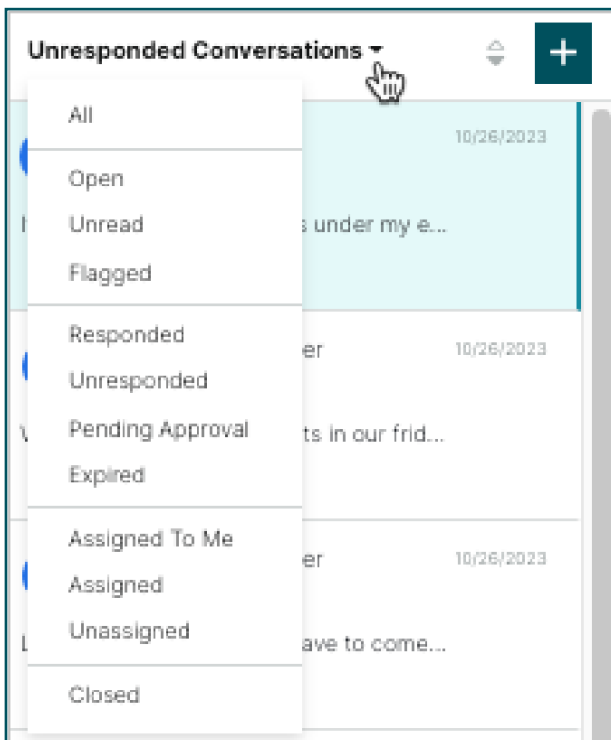 Unresponded Conversations
All
10/26/2023
Open
Unread
under my e...
Flagged
Responded
er 10/26/2023
Unresponded
Pending Approval
ts in our frid...
Expired
Assigned To Me
er 10/26/2023
Assigned
Unassigned
ave to come...
Closed